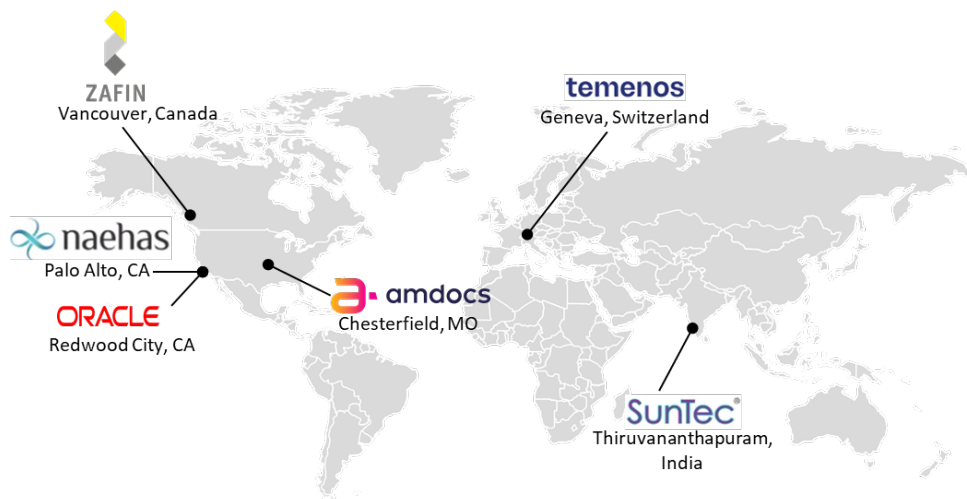 ZAFIN
Vancouver, Canada
temenos
Geneva, Switzerland
naehas
Palo Alto, CA
ORACLE
Redwood City, CA
amdocs
Chesterfield, MO
SunTec®
Thiruvananthapuram,
India